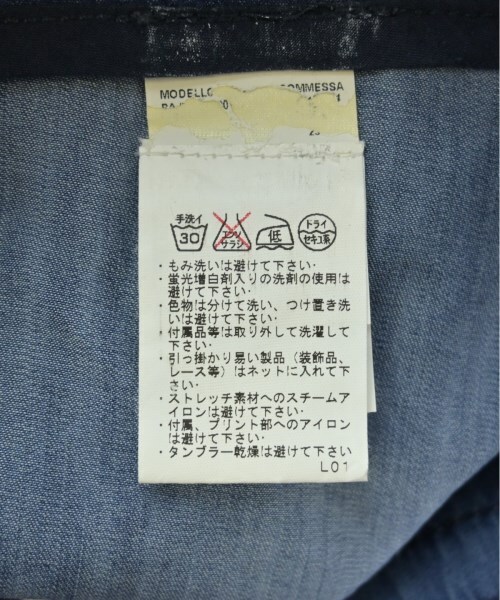 MODELLO COMMESSA
手洗イ
30
エンソ
サラシ
低
ドライ
セキユ系
・もみ洗いは避けて下さい・
・蛍光増白剤入りの洗剤の使用は
避けて下さい・
・色物は分けて洗い、つけ置き洗
いは避けて下さい・
・付属品等は取り外して洗濯して
下さい・
・引っ掛かり易い製品（装飾品、
レース等）はネットに入れて下
さい・
・ストレッチ素材へのスチームア
イロンは避けて下さい・
・付属、プリント部へのアイロン
は避けて下さい・
・タンブラー乾燥は避けて下さい・
L01